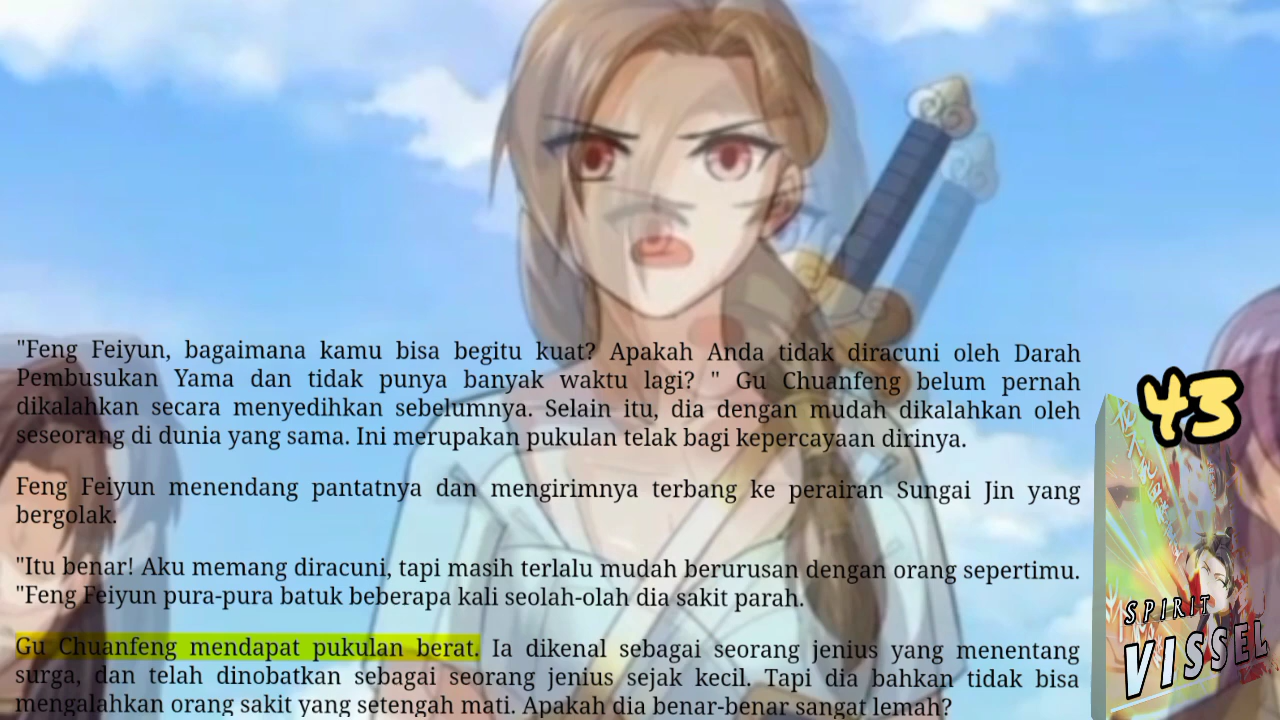 "Feng Feiyun, bagaimana kamu bisa begitu kuat? Apakah Anda tidak diracuni oleh Darah
Pembusukan Yama dan tidak punya banyak waktu lagi? " Gu Chuanfeng belum pernah
dikalahkan secara menyedihkan sebelumnya. Selain itu, dia dengan mudah dikalahkan oleh
seseorang di dunia yang sama. Ini merupakan pukulan telak bagi kepercayaan dirinya.
Feng Feiyun menendang pantatnya dan mengirimnya terbang ke perairan Sungai Jin yang
bergolak.
"Itu benar! Aku memang diracuni, tapi masih terlalu mudah berurusan dengan orang sepertimu.
"Feng Feiyun pura-pura batuk beberapa kali seolah-olah dia sakit parah.
Gu Chuanfeng mendapat pukulan berat. Ia dikenal sebagai seorang jenius yang menentang
surga, dan telah dinobatkan sebagai seorang jenius sejak kecil. Tapi dia bahkan tidak bisa
mengalahkan orang sakit yang setengah mati. Apakah dia benar-benar sangat lemah?
43
SPIRIT
VISSEL